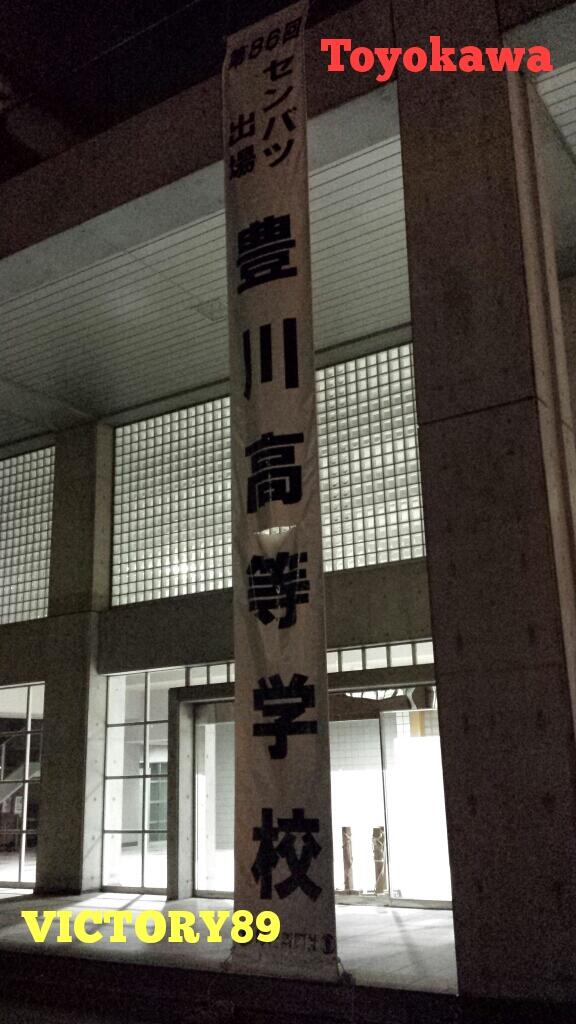 Toyokawa
第86回
センバツ
出場
豊川高等学校
VICTORY89